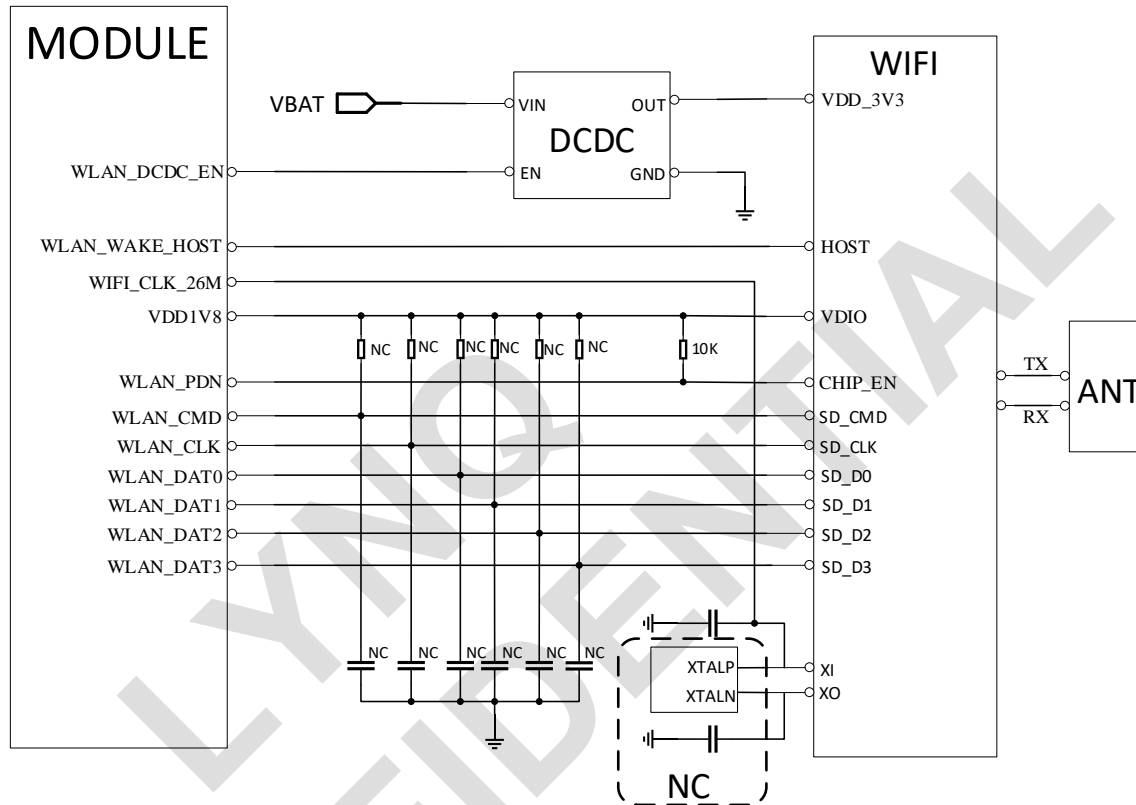 MODULE
WIFI
VBAT
VIN
OUT
VDD_3V3
DCDC
WLAN_DCDC_EN
EN
GND
WLAN_WAKE_HOST
HOST
WIFI_CLK_26M
VDD1V8
VDIO
NC
NC
NC
NC
NC
NC
10K
WLAN_PDN
CHIP_EN
TX
ANT
RX
WLAN_CMD
SD_CMD
WLAN_CLK
SD_CLK
WLAN_DAT0
SD_D0
WLAN_DAT1
SD_D1
WLAN_DAT2
SD_D2
WLAN_DAT3
SD_D3
NC
NC
NC
NC
NC
NC
XTALP
XI
XTALN
XO
NC
LYNQ
FIDENTIAL